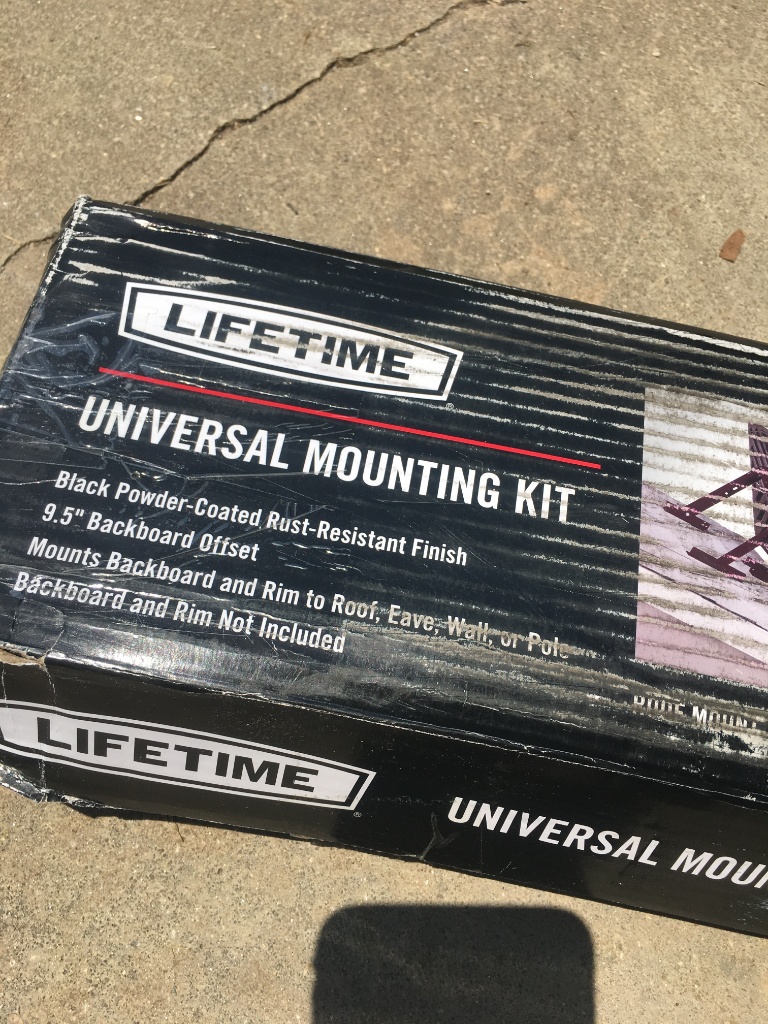 LIFETIME
®
UNIVERSAL MOUNTING KIT
Black Powder-Coated Rust-Resistant Finish
9.5" Backboard Offset
Mounts Backboard and Rim to Roof, Eave, Wall, or Pole
Backboard and Rim Not Included
LIFETIME
®
UNIVERSAL MOU